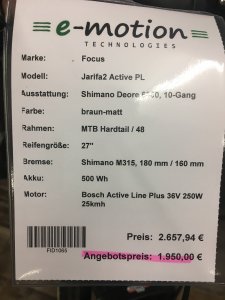 e-motion
TECHNOLOGIES
Marke: Focus
Modell: Jarifa2 Active PL
Ausstattung: Shimano Deore 10-Gang
Farbe: braun-matt
Rahmen: MTB Hardtail / 48
Reifengröße: 27"
Bremse: Shimano M315, 180 mm / 160 mm
Akku: 500 Wh
Motor: Bosch Active Line Plus 36V 250W
25kmh
Preis: 2.657,94 €
Angebotspreis: 1.950,00 €
FID1065